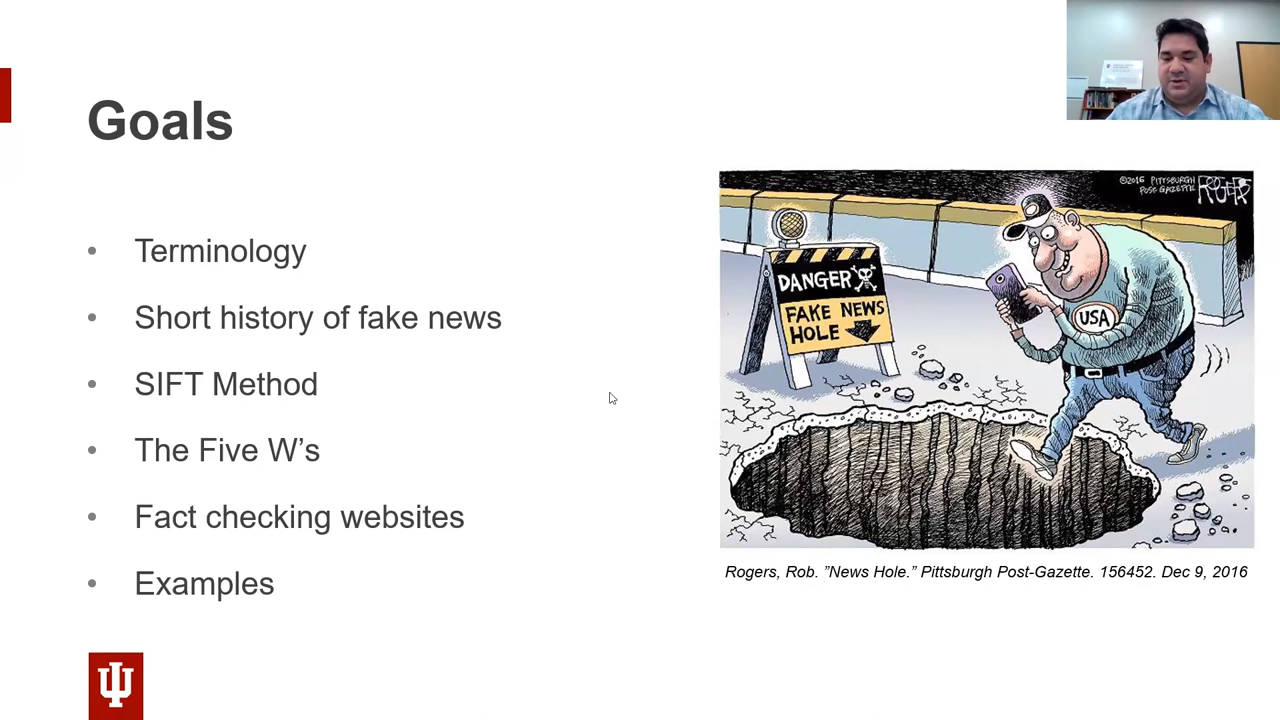 Goals
• Terminology
• Short history of fake news
• SIFT Method
• The Five W’s
• Fact checking websites
• Examples
©2016 PITTSBURGH
POST-GAZETTE
ROGERS
DANGER
FAKE NEWS
HOLE
USA
Rogers, Rob. ”News Hole.” Pittsburgh Post-Gazette. 156452. Dec 9, 2016